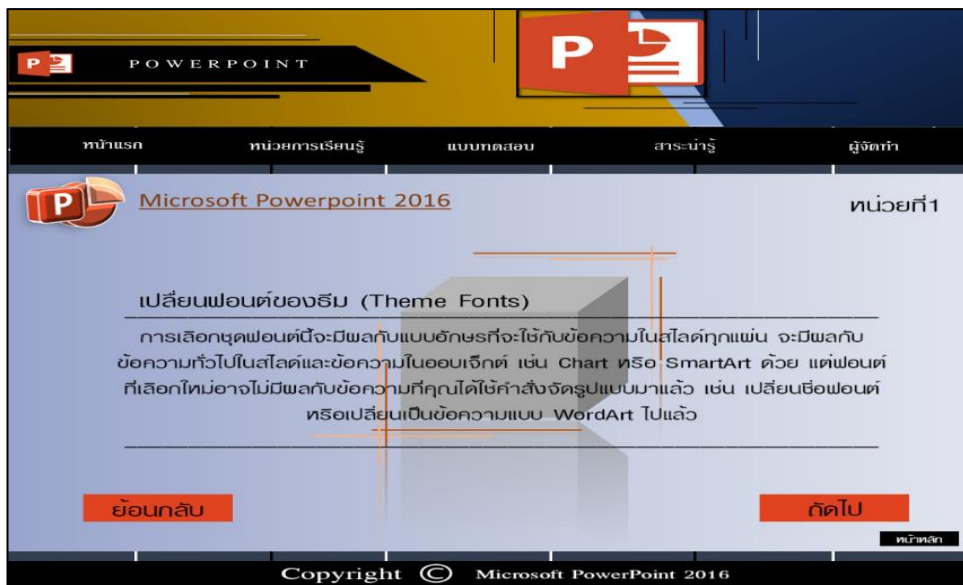 P POWERPOINT
P
หน้าแรก หน่วยการเรียนรู้ แบบทดสอบ สาระน่ารู้ ผู้จัดทำ
P Microsoft Powerpoint 2016 หน่วยที่1
เปลี่ยนฟอนต์ของธีม (Theme Fonts)
การเลือกชุดฟอนต์นี้จะมีผลกับแบบอักษรที่จะใช้กับข้อความในสไลด์ทุกแผ่น จะมีผลกับ
ข้อความทั่วไปในสไลด์และข้อความในออบเจ็กต์ เช่น Chart หรือ SmartArt ด้วย แต่ฟอนต์
ที่เลือกใหม่อาจไม่มีผลกับข้อความที่คุณได้ใช้คำสั่งจัดรูปแบบมาแล้ว เช่น เปลี่ยนชื่อฟอนต์
หรือเปลี่ยนเป็นข้อความแบบ WordArt ไปแล้ว
ย้อนกลับ ถัดไป
หน้าหลัก
Copyright © Microsoft PowerPoint 2016